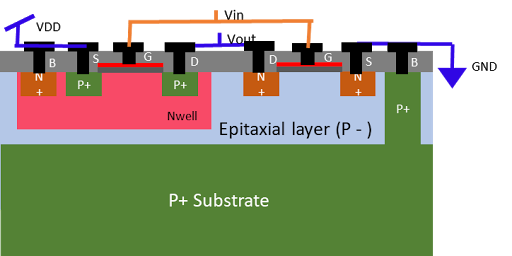 Vin
VDD
Vout
B S G D D G S B
GND
N
+
P+
P+
N
+
N
+
P+
Nwell
Epitaxial layer (P - )
P+ Substrate